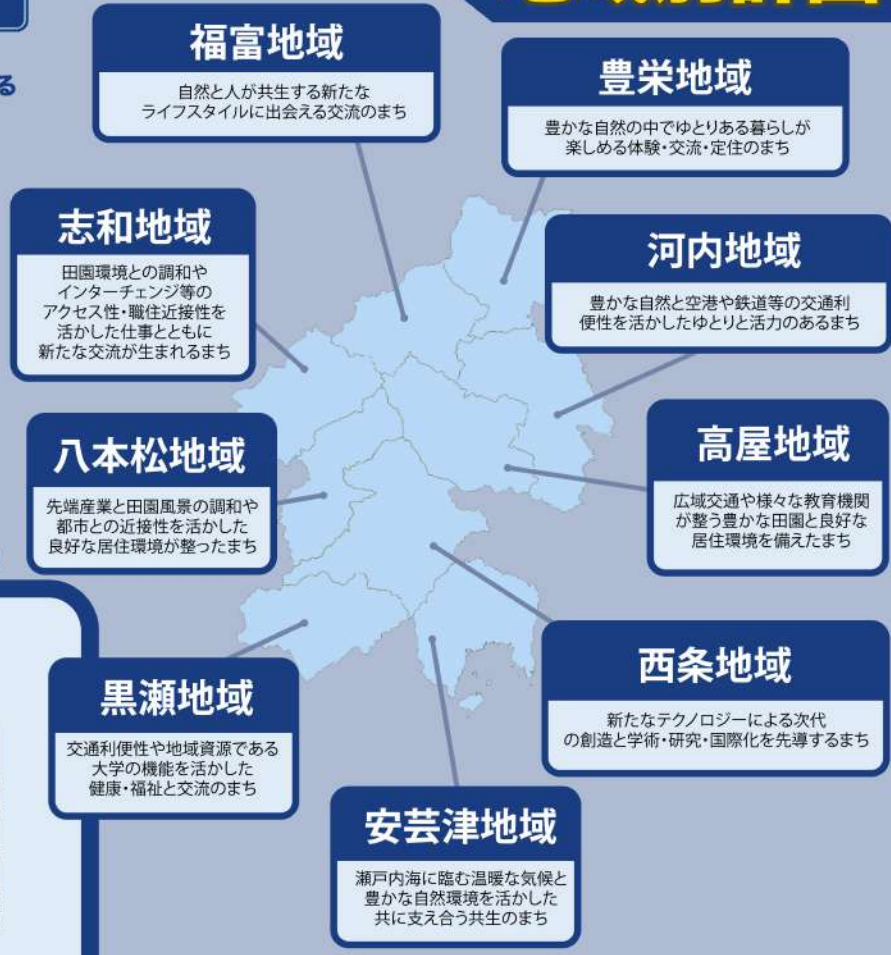 地域別計画
る
福富地域
自然と人が共生する新たな
ライフスタイルに出会える交流のまち
豊栄地域
豊かな自然の中でゆとりある暮らしが
楽しめる体験・交流・定住のまち
志和地域
田園環境との調和や
インターチェンジ等の
アクセス性・職住近接性を
活かした仕事とともに
新たな交流が生まれるまち
河内地域
豊かな自然と空港や鉄道等の交通利
便性を活かしたゆとりと活力のあるまち
八本松地域
先端産業と田園風景の調和や
都市との近接性を活かした
良好な居住環境が整ったまち
高屋地域
広域交通や様々な教育機関
が整う豊かな田園と良好な
居住環境を備えたまち
黒瀬地域
交通利便性や地域資源である
大学の機能を活かした
健康・福祉と交流のまち
西条地域
新たなテクノロジーによる次代
の創造と学術・研究・国際化を先導するまち
安芸津地域
瀬戸内海に臨む温暖な気候と
豊かな自然環境を活かした
共に支え合う共生のまち